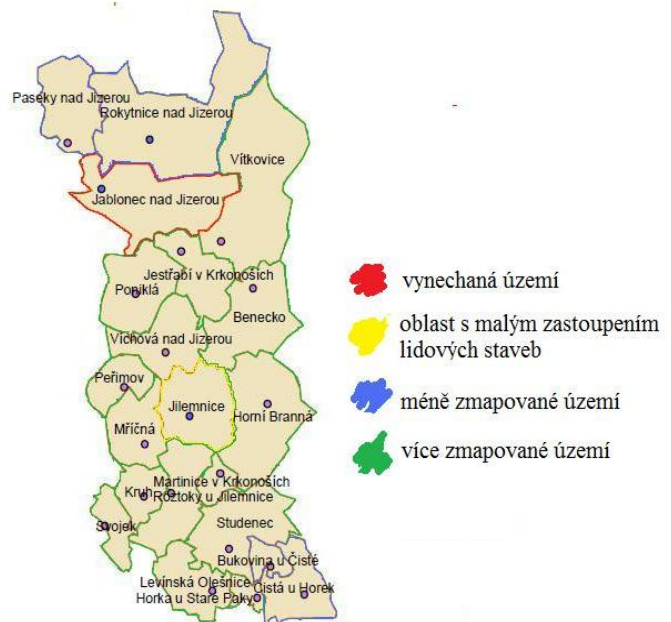 Paseky nad Jizerou
Rokytnice nad Jizerou
Vítkovice
Jablonec nad Jizerou
Jestřabí v Krkonoších
Poniklá
Benecko
Víchová nad Jizerou
Peřimov
Jilemnice
Horní Branná
Mříčná
Martinice v Krkonoších
Kruh
Roztoky u Jilemnice
Svojek
Studenec
Bukovina u Čisté
Levínská Olešnice
Čistá u Horek
Horka u Staré Paky
vynechaná území
oblast s malým zastoupením
lidových staveb
méně zmapované území
více zmapované území